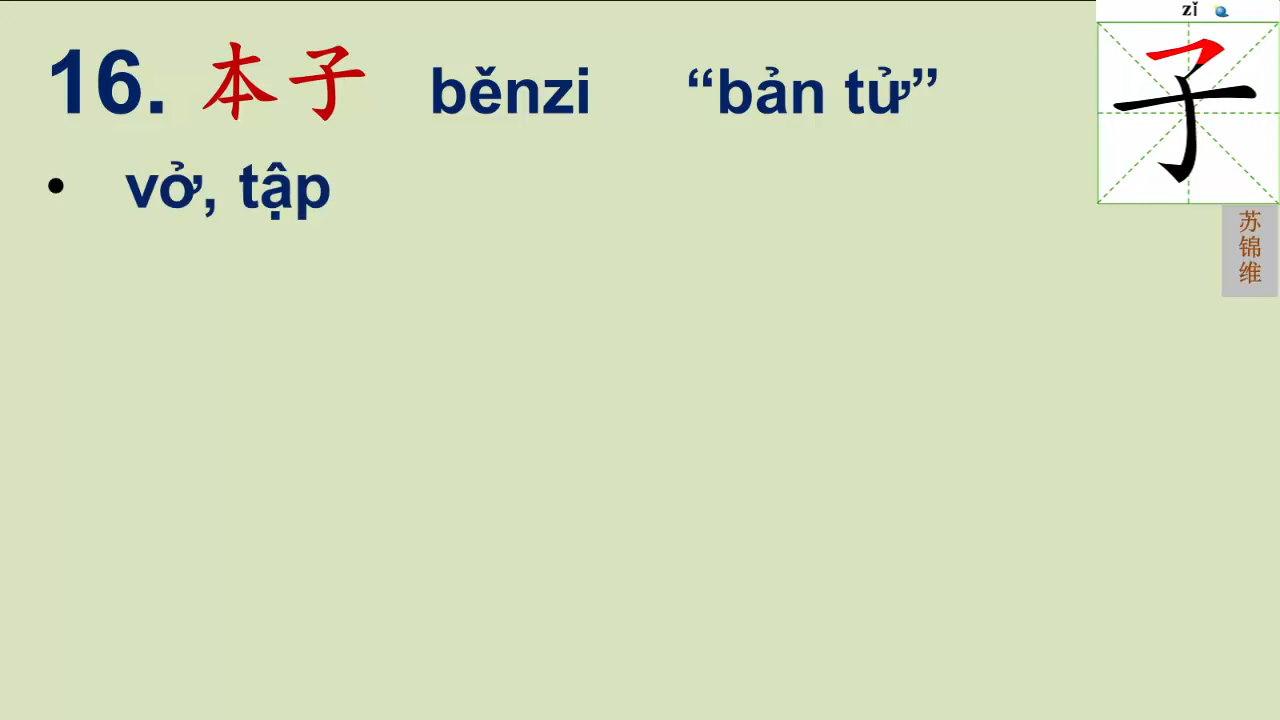 16. 本子 běnzi “bản tử”
• vở, tập
zǐ
子
苏
锦
维